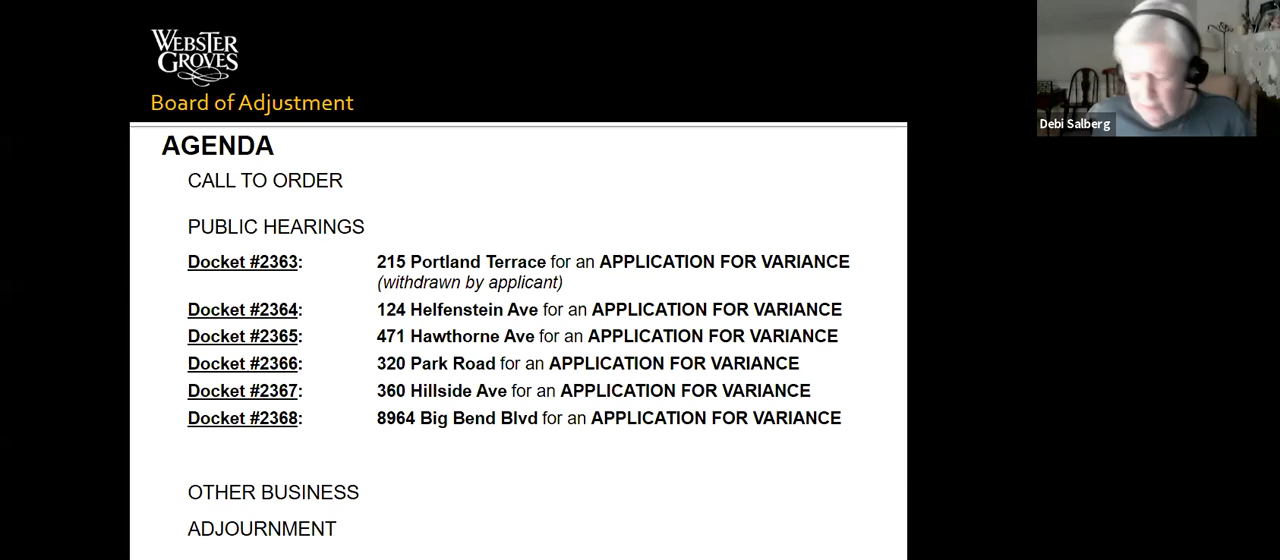 WEBSTER
GROVES
Board of Adjustment
Debi Salberg
AGENDA
CALL TO ORDER
PUBLIC HEARINGS
Docket #2363: 215 Portland Terrace for an APPLICATION FOR VARIANCE
(withdrawn by applicant)
Docket #2364: 124 Helfenstein Ave for an APPLICATION FOR VARIANCE
Docket #2365: 471 Hawthorne Ave for an APPLICATION FOR VARIANCE
Docket #2366: 320 Park Road for an APPLICATION FOR VARIANCE
Docket #2367: 360 Hillside Ave for an APPLICATION FOR VARIANCE
Docket #2368: 8964 Big Bend Blvd for an APPLICATION FOR VARIANCE
OTHER BUSINESS
ADJOURNMENT